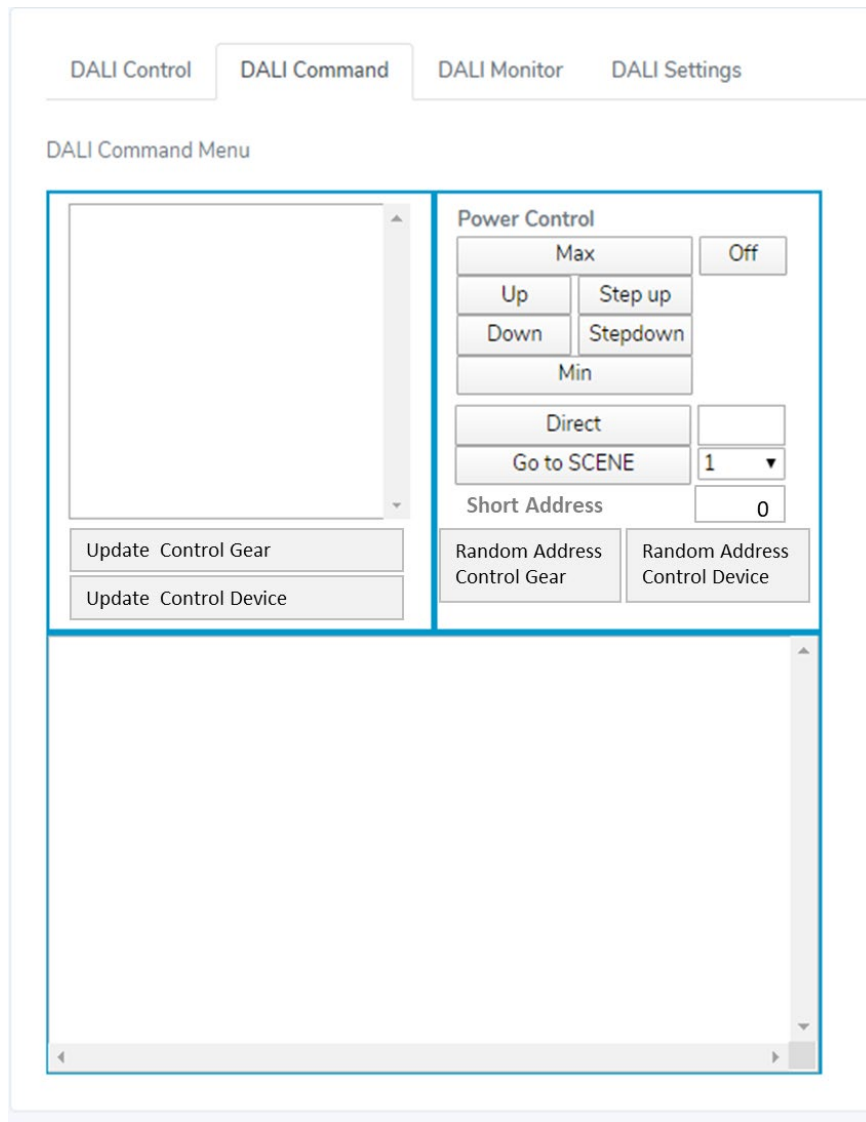 DALI Control DALI Command DALI Monitor DALI Settings
DALI Command Menu
Power Control
Max Off
Up Step up
Down Stepdown
Min
Direct
Go to SCENE 1
Short Address 0
Update Control Gear
Update Control Device
Random Address
Control Gear
Random Address
Control Device